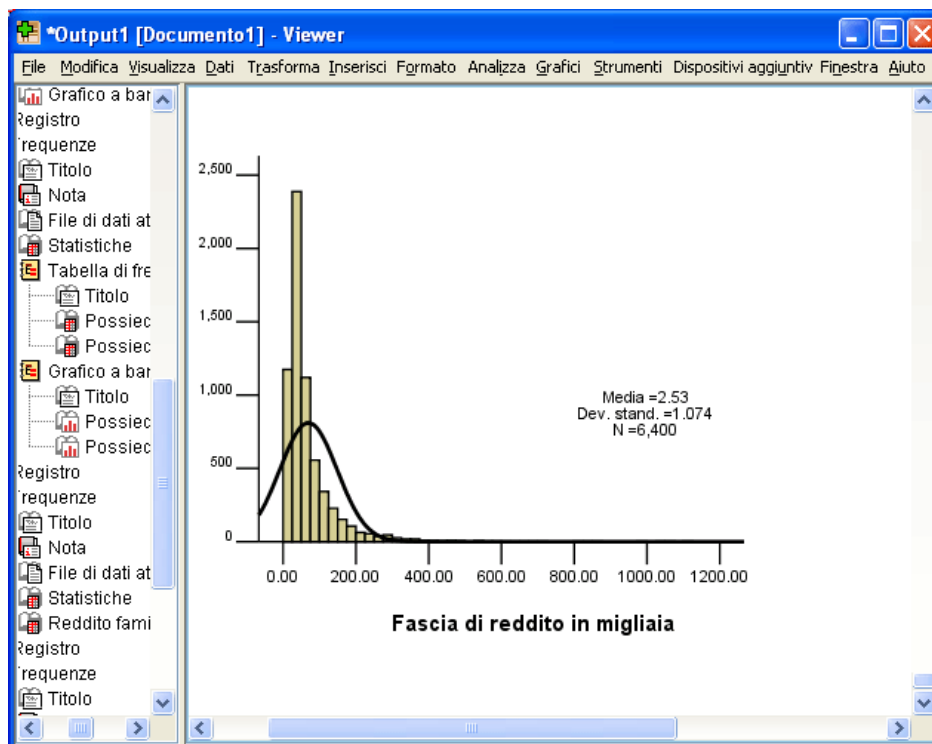 *Output1 [Documento1] - Viewer
File Modifica Visualizza Dati Trasforma Inserisci Formato Analizza Grafici Strumenti Dispositivi aggiuntiv Finestra Aiuto
Grafico a bar
Registro
requenze
Titolo
Nota
File di dati at
Statistiche
Tabella di fre
Titolo
Possiec
Possiec
Grafico a bar
Titolo
Possiec
Possiec
Registro
requenze
Titolo
Nota
File di dati at
Statistiche
Reddito fami
Registro
requenze
Titolo
2,500
2,000
1,500
1,000
500
0
0.00 200.00 400.00 600.00 800.00 1000.00 1200.00
Fascia di reddito in migliaia
Media =2.53
Dev. stand. =1.074
N =6,400